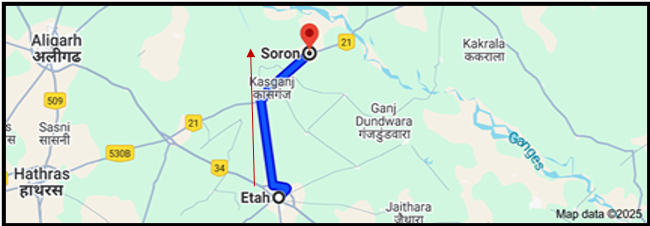 Aligarh
अलीगढ
Soron
21
Kakrala
ककराला
Kasganj
कासगंज
509
Sasni
सासनी
21
Ganj
Dundwara
गंजडुंडवारा
530B
Ganges
Hathras
हाथरस
34
Etah
Jaithara
जैथारा
Map data ©2025